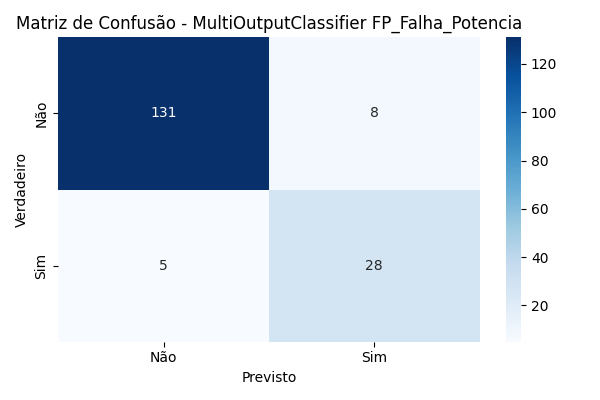 Matriz de Confusão - MultiOutputClassifier FP_Falha_Potencia
Verdadeiro
Não
131
8
Sim
5
28
Não
Sim
Previsto
120
100
80
60
40
20